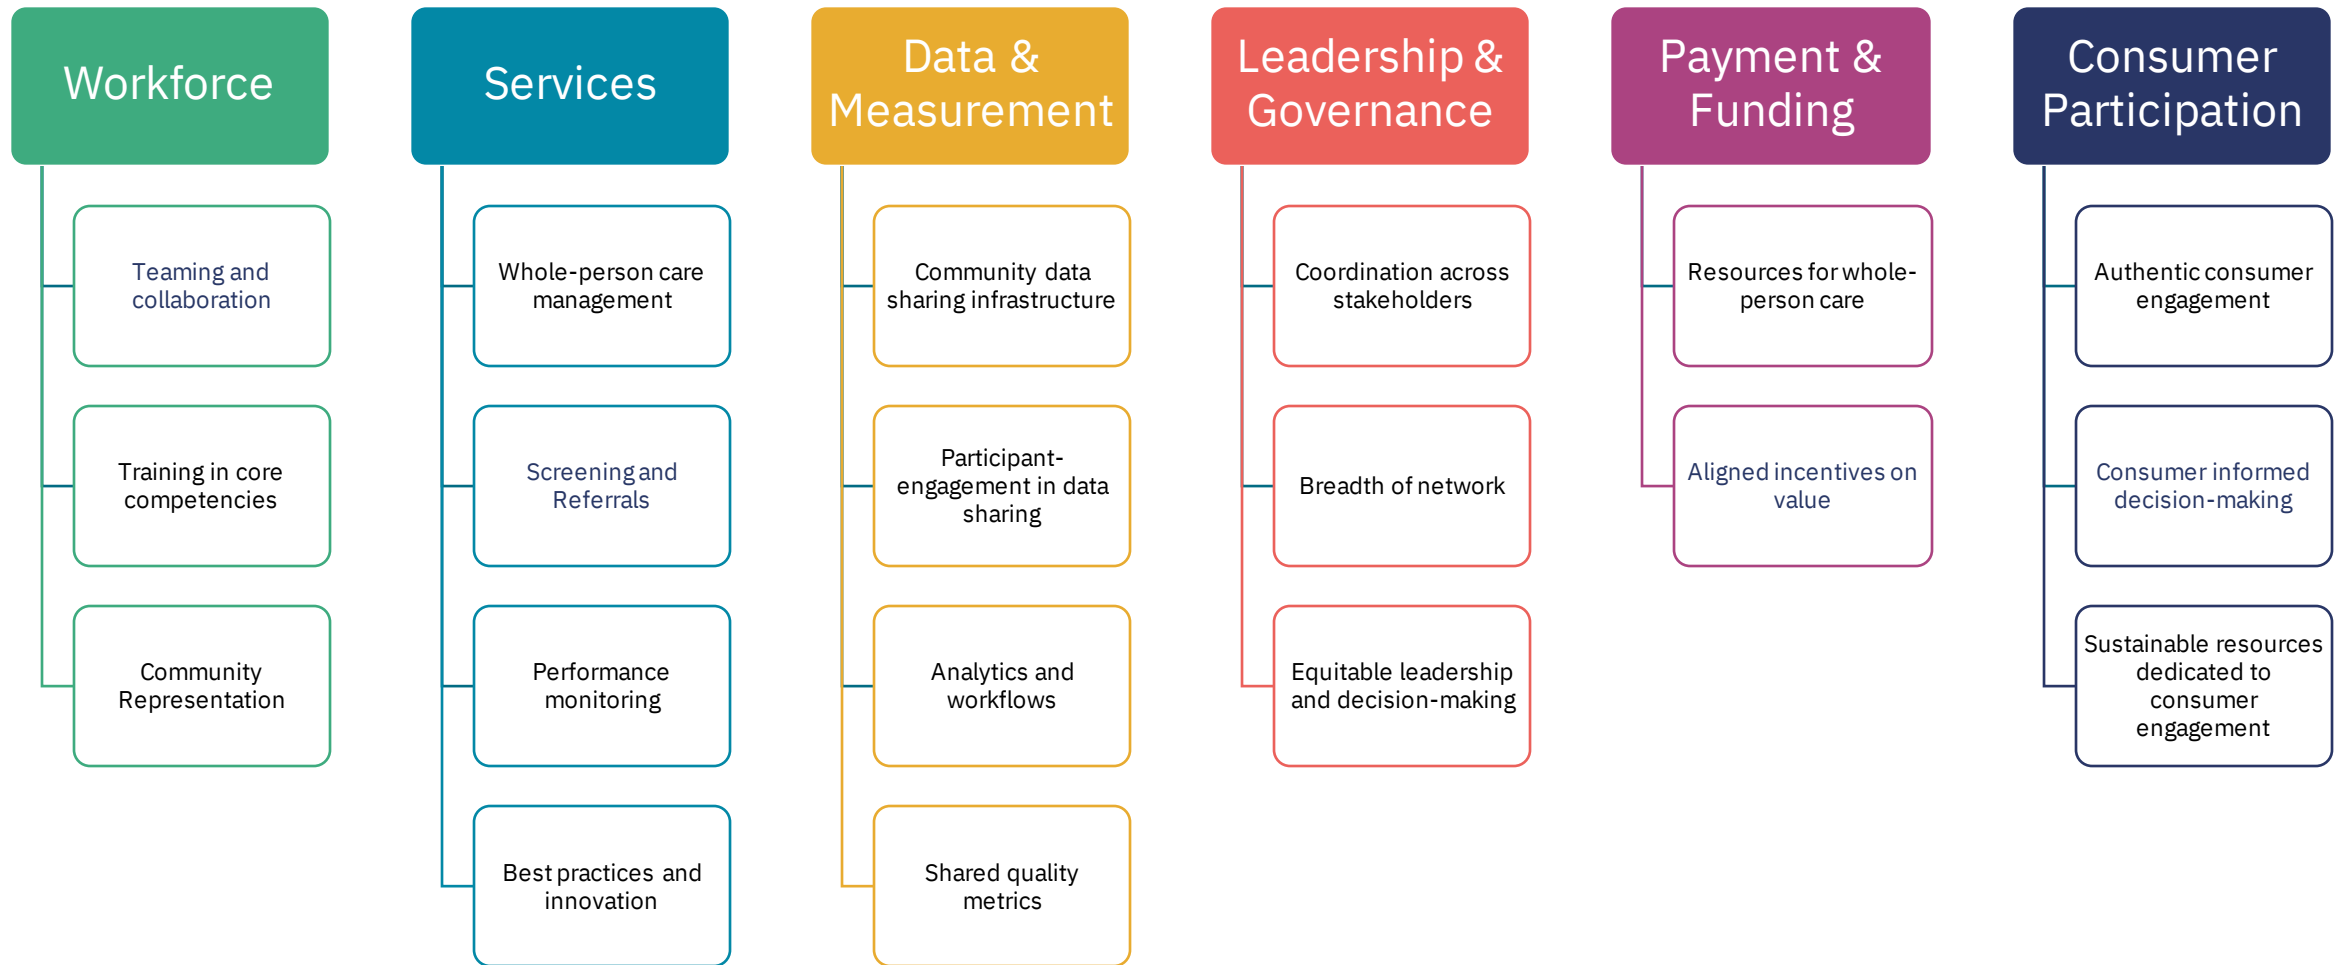 Workforce
Teaming and
collaboration
Training in core
competencies
Community
Representation
Services
Whole-person care
management
Screening and
Referrals
Performance
monitoring
Best practices and
innovation
Data &
Measurement
Community data
sharing infrastructure
Participant-
engagement in data
sharing
Analytics and
workflows
Shared quality
metrics
Leadership &
Governance
Coordination across
stakeholders
Breadth of network
Equitable leadership
and decision-making
Payment &
Funding
Resources for whole-
person care
Aligned incentives on
value
Consumer
Participation
Authentic consumer
engagement
Consumer informed
decision-making
Sustainable resources
dedicated to
consumer
engagement